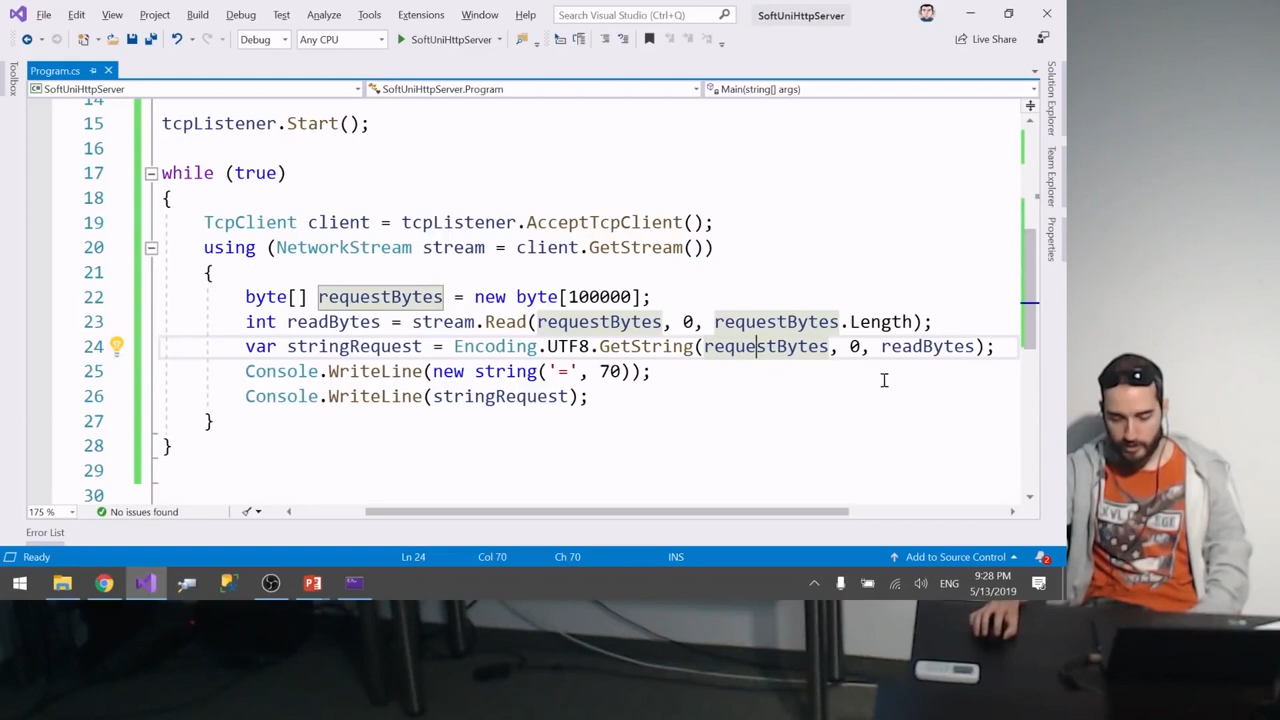 File Edit View Project Build Debug Test Analyze Tools Extensions Window Help Search Visual Studio (Ctrl+Q) SoftUniHttpServer
Debug Any CPU SoftUniHttpServer Live Share
Toolbox
Program.cs
SoftUniHttpServer SoftUniHttpServer.Program Main(string[] args)
Solution Explorer
Team Explorer
Properties
14
15 tcpListener.Start();
16
17 while (true)
18 {
19 TcpClient client = tcpListener.AcceptTcpClient();
20 using (NetworkStream stream = client.GetStream())
21 {
22 byte[] requestBytes = new byte[100000];
23 int readBytes = stream.Read(requestBytes, 0, requestBytes.Length);
24 var stringRequest = Encoding.UTF8.GetString(requestBytes, 0, readBytes);
25 Console.WriteLine(new string('=', 70));
26 Console.WriteLine(stringRequest);
27 }
28 }
29
30
175 % No issues found
Error List
Ready Ln 24 Col 70 Ch 70 INS Add to Source Control 2
ENG 9:28 PM
5/13/2019